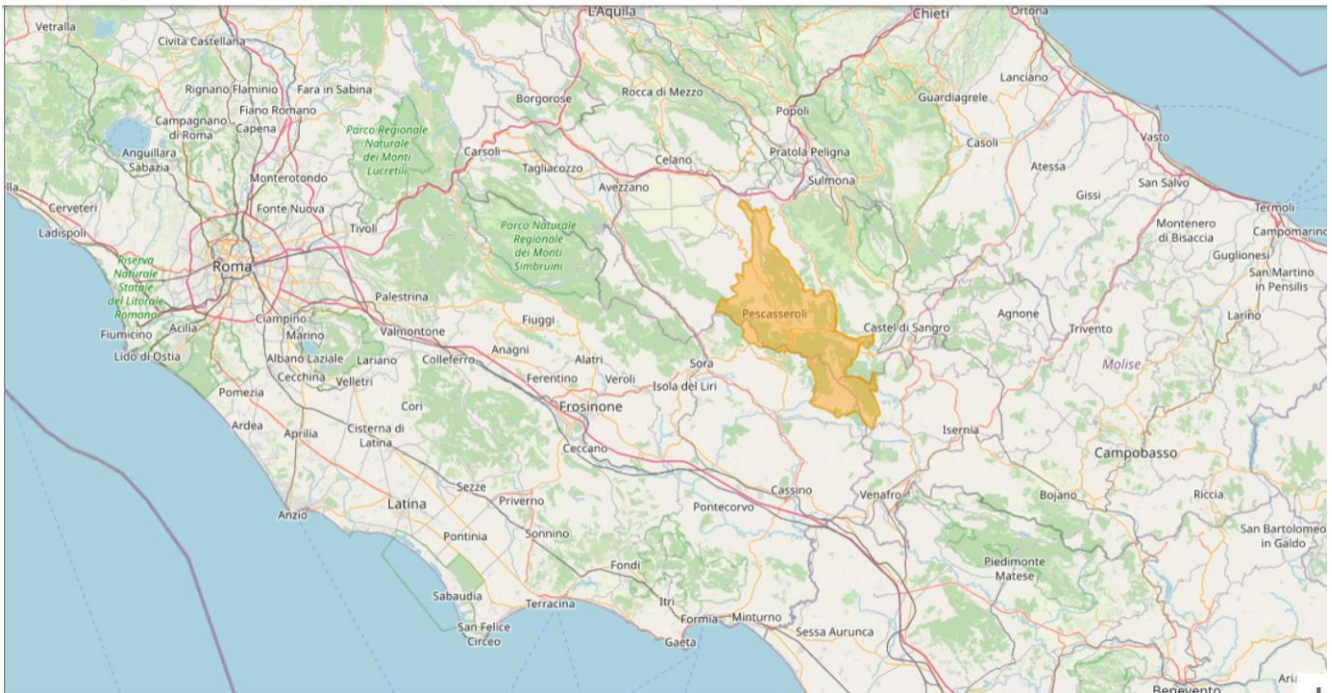 Vetralla
L'Aquila
Chieti
Ortona
Civita Castellana
Rignano Flaminio
Fara in Sabina
Fiano Romano
Campagnano
di Roma
Capena
Borgorose
Rocca di Mezzo
Popoli
Guardiagrele
Lanciano
Anguillara
Sabazia
Monterotondo
Parco Regionale
Naturale
dei Monti
Lucretili
Carsoli
Tagliacozzo
Celano
Avezzano
Pratola Peligna
Sulmona
Casoli
Atessa
Vasto
Gissi
San Salvo
Termoli
Campomarino
Montenero
di Bisaccia
Guglionesi
San Martino
in Pensilis
Larino
Cerveteri
Ladispoli
Fonte Nuova
Tivoli
Parco Naturale
Regionale
dei Monti
Simbruini
Riserva
Naturale
Statale
del Litorale
Romano
Roma
Palestrina
Fiumicino
Acilia
Lido di Ostia
Ciampino
Marino
Valmontone
Fiuggi
Pescasseroli
Castel di Sangro
Agnone
Trivento
Molise
Albano Laziale
Cecchina
Lariano
Velletri
Colleferro
Anagni
Alatri
Ferentino
Veroli
Sora
Isola del Liri
Pomezia
Ardea
Aprilia
Cori
Cisterna di
Latina
Frosinone
Ceccano
Isernia
Campobasso
Anzio
Latina
Sezze
Priverno
Pontinia
Sonnino
Pontecorvo
Cassino
Venafro
Bojano
Riccia
San Bartolomeo
in Galdo
Fondi
Piedimonte
Matese
Sabaudia
San Felice
Circeo
Terracina
Itri
Formia
Gaeta
Minturno
Sessa Aurunca
Benevento